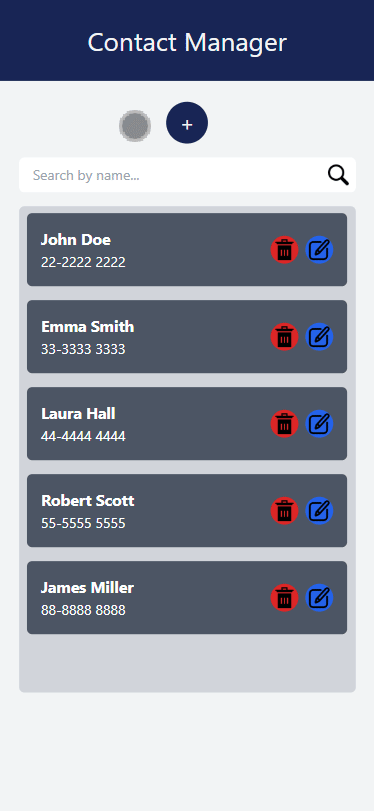 Contact Manager
+
Search by name...
John Doe
22-2222 2222
Emma Smith
33-3333 3333
Laura Hall
44-4444 4444
Robert Scott
55-5555 5555
James Miller
88-8888 8888